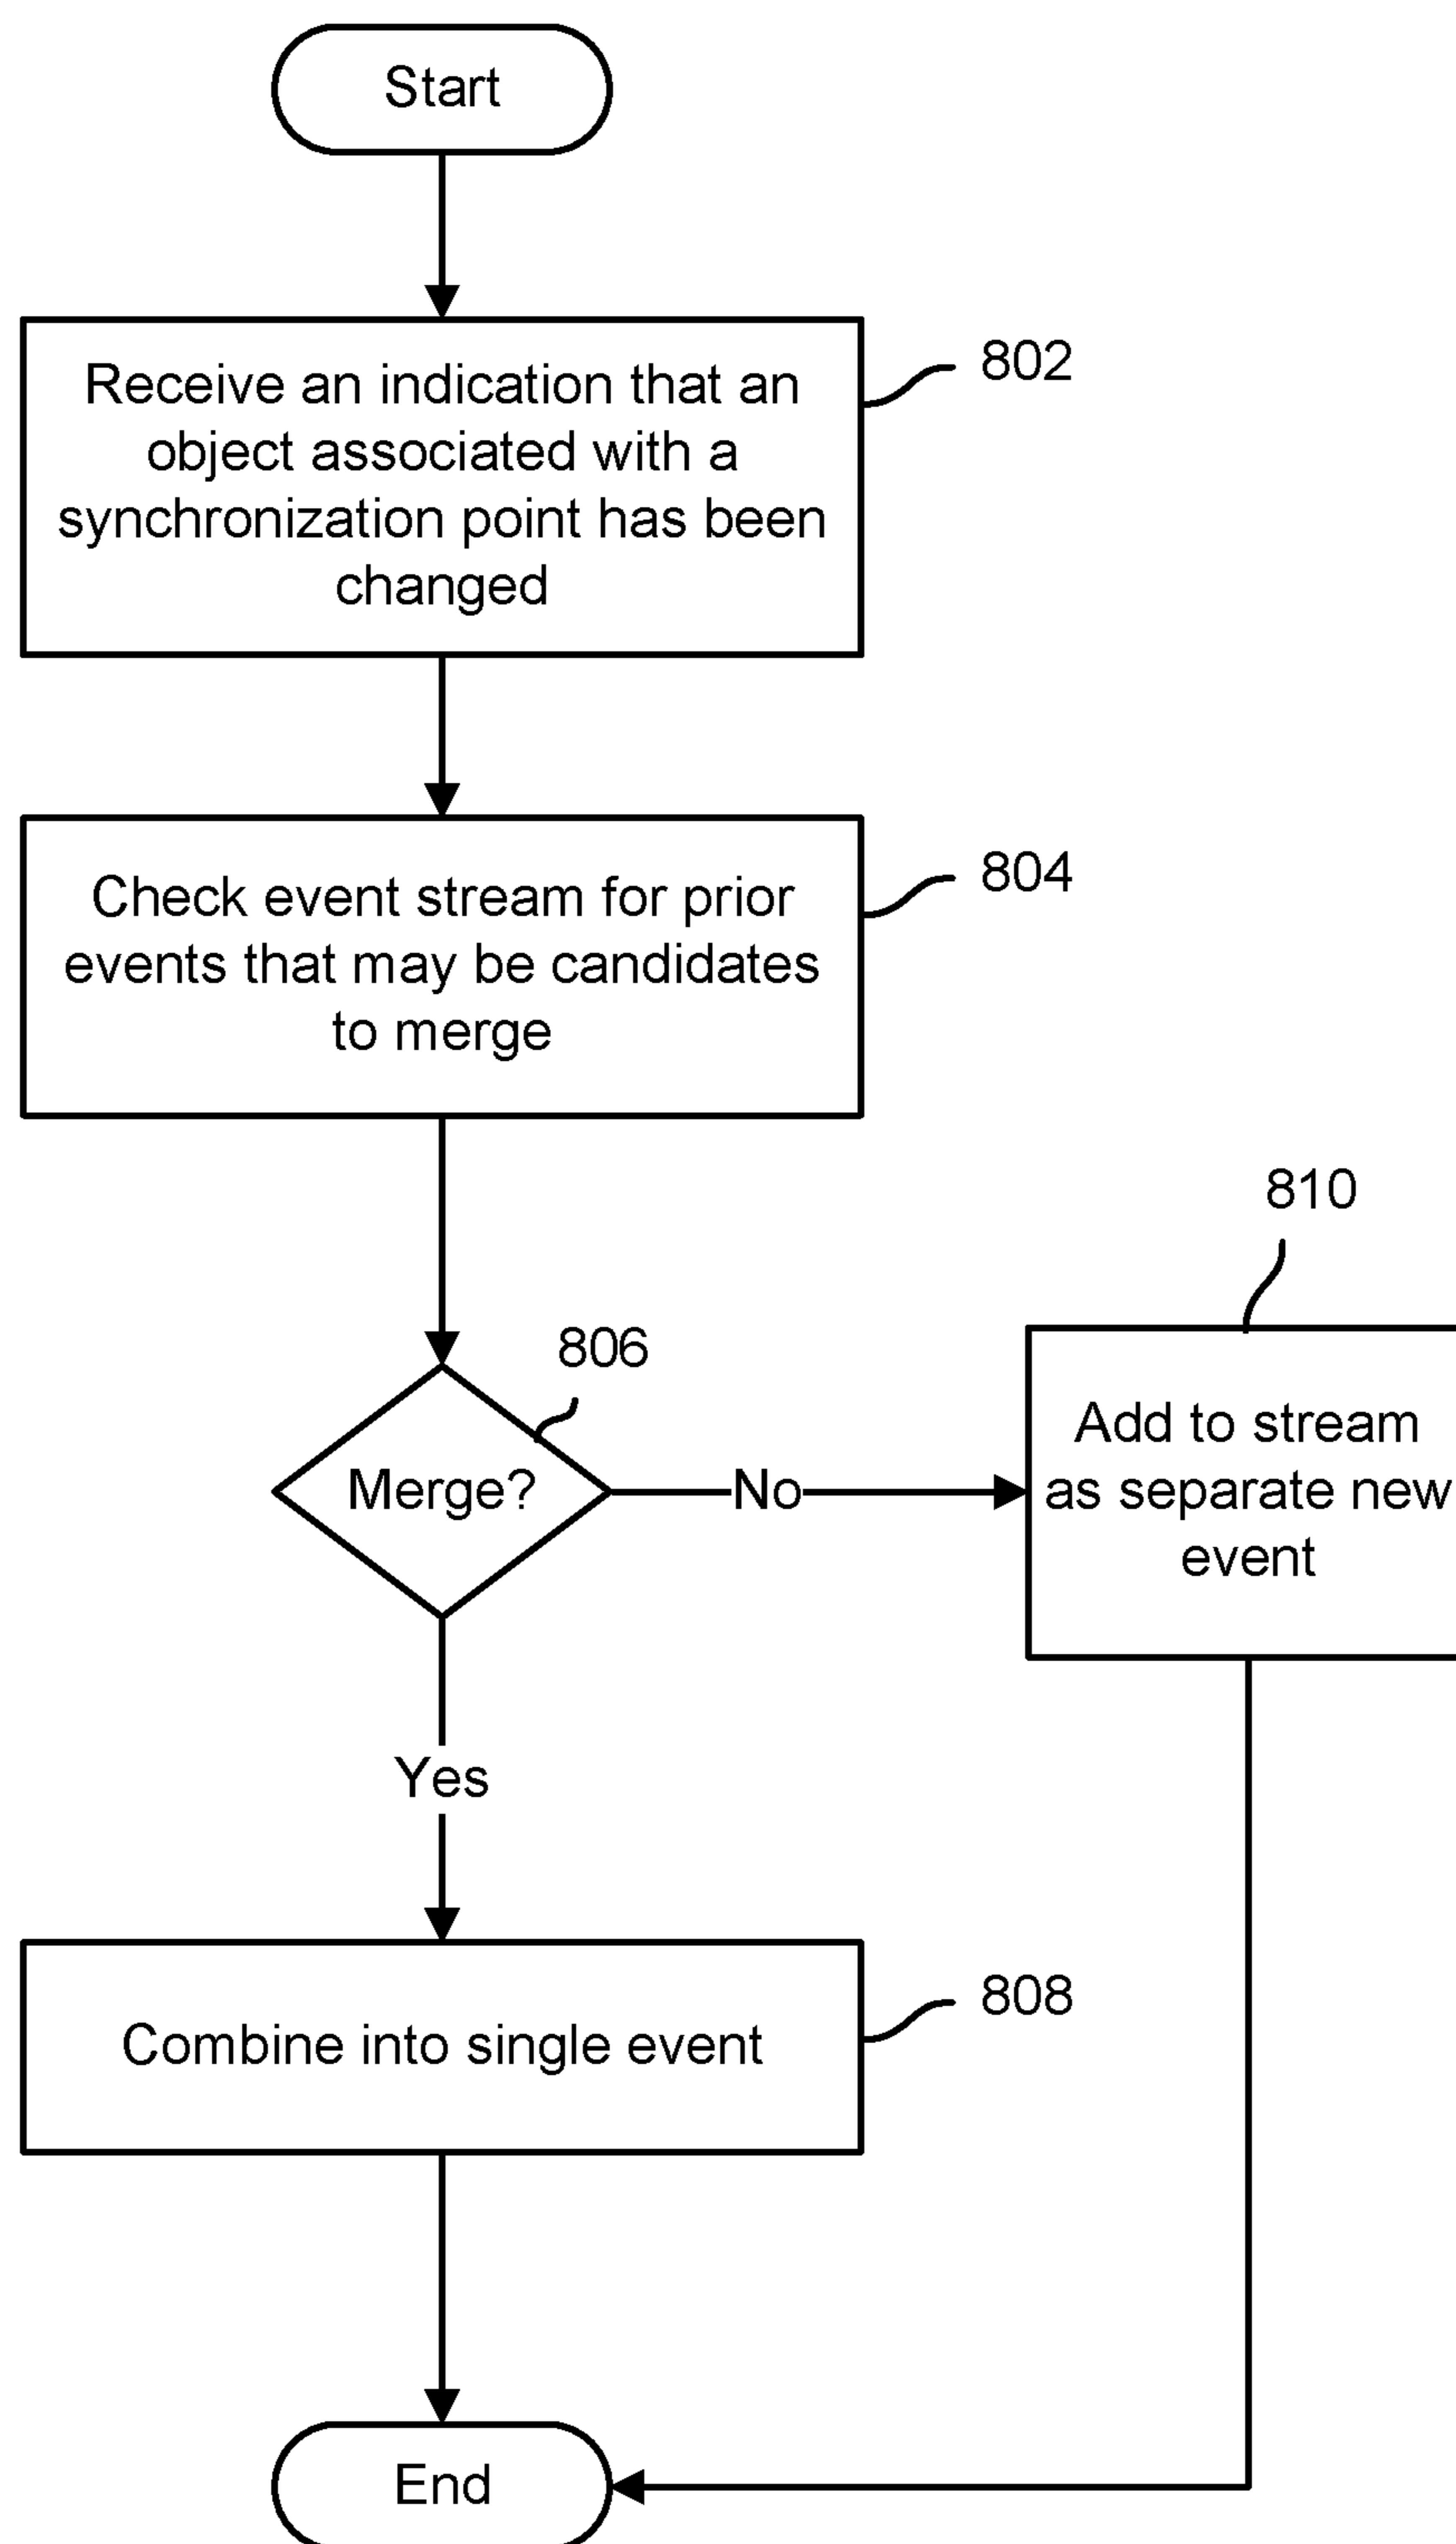 Start
Receive an indication that an
object associated with a
synchronization point has been
changed
802
Check event stream for prior
events that may be candidates
to merge
804
806
Merge?
No
810
Add to stream
as separate new
event
Yes
Combine into single event
808
End